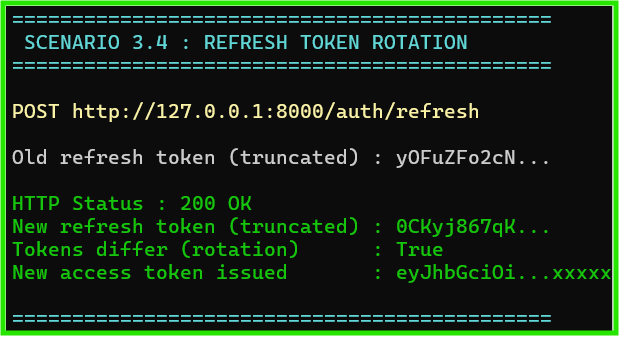 =============================================
SCENARIO 3.4 : REFRESH TOKEN ROTATION
=============================================
POST http://127.0.0.1:8000/auth/refresh
Old refresh token (truncated) : yOFuZFo2cN...
HTTP Status : 200 OK
New refresh token (truncated) : 0CKyj867qK...
Tokens differ (rotation)      : True
New access token issued       : eyJhbGciOi...xxxxx
=============================================